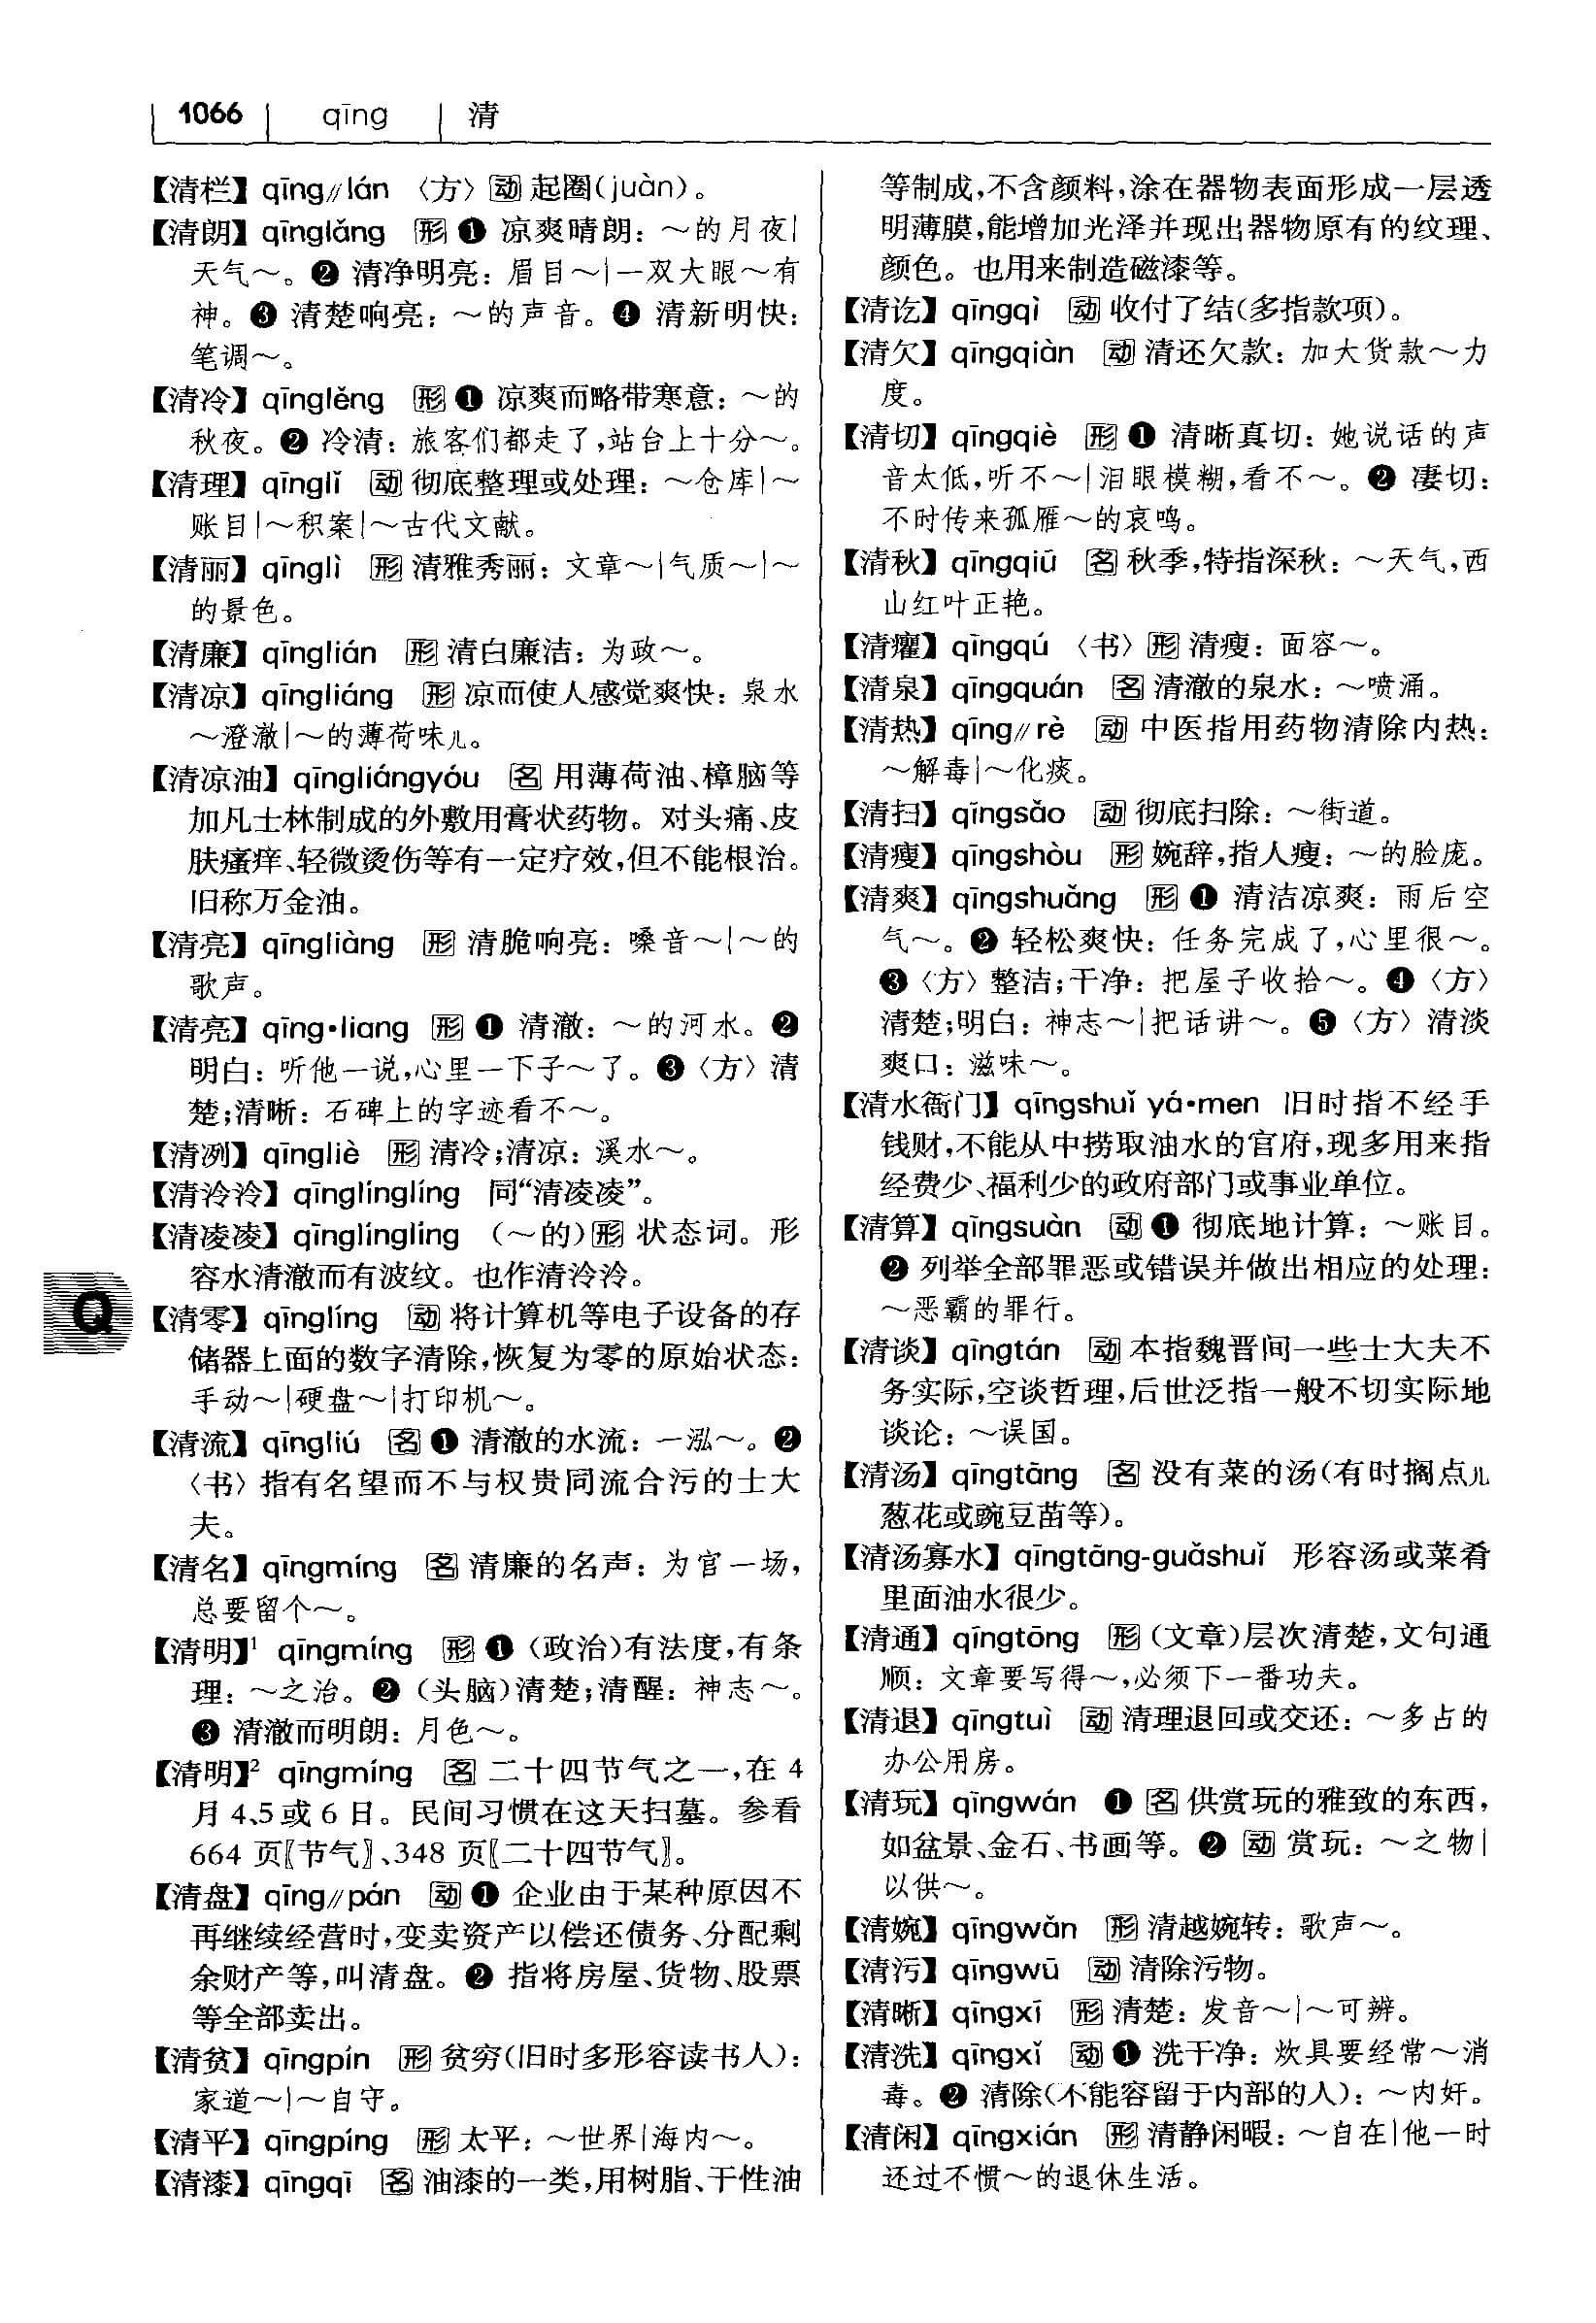 1066 qīng 清
【清栏】 qīng∥lán 〈方〉 动 起圈(juàn)。
【清朗】 qīnglǎng 形 ❶ 凉爽晴朗：～的月夜|
天气～。❷ 清净明亮：眉目～|一双大眼～有
神。❸ 清楚响亮：～的声音。❹ 清新明快：
笔调～。
【清冷】 qīnglěng 形 ❶ 凉爽而略带寒意：～的
秋夜。❷ 冷清：旅客们都走了，站台上十分～。
【清理】 qīnglǐ 动 彻底整理或处理：～仓库|～
账目|～积案|～古代文献。
【清丽】 qīnglì 形 清雅秀丽：文章～|气质～|～
的景色。
【清廉】 qīnglián 形 清白廉洁：为政～。
【清凉】 qīngliáng 形 凉而使人感觉爽快：泉水
～澄澈|～的薄荷味儿。
【清凉油】 qīngliángyóu 名 用薄荷油、樟脑等
加凡士林制成的外敷用膏状药物。对头痛、皮
肤瘙痒、轻微烫伤等有一定疗效，但不能根治。
旧称万金油。
【清亮】 qīngliàng 形 清脆响亮：嗓音～|～的
歌声。
【清亮】 qīng•liang 形 ❶ 清澈：～的河水。❷
明白：听他一说，心里一下子～了。❸〈方〉清
楚；清晰：石碑上的字迹看不～。
【清冽】 qīngliè 形 清冷；清凉：溪水～。
【清泠泠】 qīnglínglíng 同“清凌凌”。
【清凌凌】 qīnglíngling （～的）形 状态词。形
容水清澈而有波纹。也作清泠泠。
【清零】 qīnglíng 动 将计算机等电子设备的存
储器上面的数字清除，恢复为零的原始状态：
手动～|硬盘～|打印机～。
【清流】 qīngliú 名 ❶ 清澈的水流：一泓～。❷
〈书〉指有名望而不与权贵同流合污的士大
夫。
【清名】 qīngmíng 名 清廉的名声：为官一场，
总要留个～。
【清明】¹ qīngmíng 形 ❶（政治）有法度，有条
理：～之治。❷（头脑）清楚；清醒：神志～。
❸ 清澈而明朗：月色～。
【清明】² qīngmíng 名 二十四节气之一，在 4
月 4、5 或 6 日。民间习惯在这天扫墓。参看
664 页〖节气〗、348 页〖二十四节气〗。
【清盘】 qīng∥pán 动 ❶ 企业由于某种原因不
再继续经营时，变卖资产以偿还债务、分配剩
余财产等，叫清盘。❷ 指将房屋、货物、股票
等全部卖出。
【清贫】 qīngpín 形 贫穷（旧时多形容读书人）：
家道～|～自守。
【清平】 qīngpíng 形 太平：～世界|海内～。
【清漆】 qīngqī 名 油漆的一类，用树脂、干性油
等制成，不含颜料，涂在器物表面形成一层透
明薄膜，能增加光泽并现出器物原有的纹理、
颜色。也用来制造磁漆等。
【清讫】 qīngqì 动 收付了结（多指款项）。
【清欠】 qīngqiàn 动 清还欠款：加大货款～力
度。
【清切】 qīngqiè 形 ❶ 清晰真切：她说话的声
音太低，听不～|泪眼模糊，看不～。❷ 凄切：
不时传来孤雁～的哀鸣。
【清秋】 qīngqiū 名 秋季，特指深秋：～天气，西
山红叶正艳。
【清癯】 qīngqú 〈书〉形 清瘦：面容～。
【清泉】 qīngquán 名 清澈的泉水：～喷涌。
【清热】 qīng∥rè 动 中医指用药物清除内热：
～解毒|～化痰。
【清扫】 qīngsǎo 动 彻底扫除：～街道。
【清瘦】 qīngshòu 形 婉辞，指人瘦：～的脸庞。
【清爽】 qīngshuǎng 形 ❶ 清洁凉爽：雨后空
气～。❷ 轻松爽快：任务完成了，心里很～。
❸〈方〉整洁；干净：把屋子收拾～。❹〈方〉
清楚；明白：神志～|把话讲～。❺〈方〉清淡
爽口：滋味～。
【清水衙门】 qīngshuǐ yá•men 旧时指不经手
钱财，不能从中捞取油水的官府，现多用来指
经费少、福利少的政府部门或事业单位。
【清算】 qīngsuàn 动 ❶ 彻底地计算：～账目。
❷ 列举全部罪恶或错误并做出相应的处理：
～恶霸的罪行。
【清谈】 qīngtán 动 本指魏晋间一些士大夫不
务实际，空谈哲理，后世泛指一般不切实际地
谈论：～误国。
【清汤】 qīngtāng 名 没有菜的汤（有时搁点儿
葱花或豌豆苗等）。
【清汤寡水】 qīngtāng-guǎshuǐ 形容汤或菜肴
里面油水很少。
【清通】 qīngtōng 形（文章）层次清楚，文句通
顺：文章要写得～，必须下一番功夫。
【清退】 qīngtuì 动 清理退回或交还：～多占的
办公用房。
【清玩】 qīngwán ❶ 名 供赏玩的雅致的东西，
如盆景、金石、书画等。❷ 动 赏玩：～之物|
以供～。
【清婉】 qīngwǎn 形 清越婉转：歌声～。
【清污】 qīngwū 动 清除污物。
【清晰】 qīngxī 形 清楚：发音～|～可辨。
【清洗】 qīngxǐ 动 ❶ 洗干净：炊具要经常～消
毒。❷ 清除（不能容留于内部的人）：～内奸。
【清闲】 qīngxián 形 清静闲暇：～自在|他一时
还过不惯～的退休生活。
Q